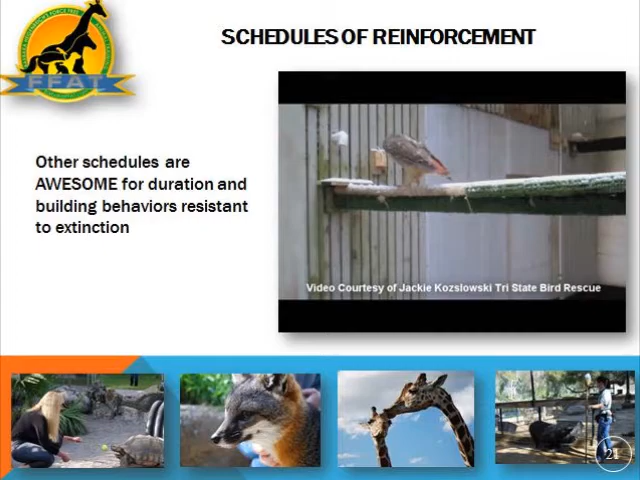 SCHEDULES OF REINFORCEMENT
FFAT
Other schedules are
AWESOME for duration and
building behaviors resistant
to extinction
Video Courtesy of Jackie Kozslowski Tri State Bird Rescue
21